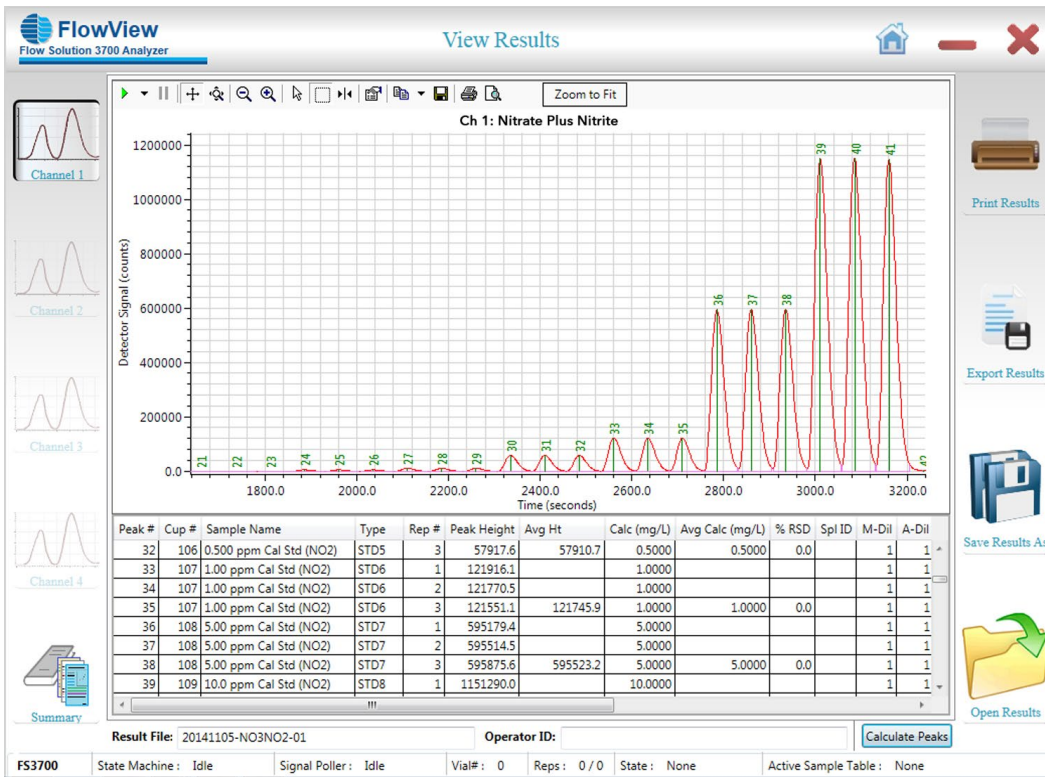 FlowView
Flow Solution 3700 Analyzer
View Results
Channel 1
Channel 2
Channel 3
Channel 4
Summary
Zoom to Fit
Ch 1: Nitrate Plus Nitrite
Detector Signal (counts)
1200000
1000000
800000
600000
400000
200000
0.0
21 22 23 24 25 26 27 28 29 30 31 32 33 34 35 36 37 38 39 40 41 42
1800.0 2000.0 2200.0 2400.0 2600.0 2800.0 3000.0 3200.0
Time (seconds)
Peak # Cup # Sample Name Type Rep # Peak Height Avg Ht Calc (mg/L) Avg Calc (mg/L) % RSD Spl ID M-Dil A-Dil
32 106 0.500 ppm Cal Std (NO2) STD5 3 57917.6 57910.7 0.5000 0.5000 0.0 1 1
33 107 1.00 ppm Cal Std (NO2) STD6 1 121916.1 1.0000 1 1
34 107 1.00 ppm Cal Std (NO2) STD6 2 121770.5 1.0000 1 1
35 107 1.00 ppm Cal Std (NO2) STD6 3 121551.1 121745.9 1.0000 1.0000 0.0 1 1
36 108 5.00 ppm Cal Std (NO2) STD7 1 595179.4 5.0000 1 1
37 108 5.00 ppm Cal Std (NO2) STD7 2 595514.5 5.0000 1 1
38 108 5.00 ppm Cal Std (NO2) STD7 3 595875.6 595523.2 5.0000 5.0000 0.0 1 1
39 109 10.0 ppm Cal Std (NO2) STD8 1 1151290.0 10.0000 1 1
Result File: 20141105-NO3NO2-01 Operator ID: Calculate Peaks
Print Results
Export Results
Save Results As
Open Results
FS3700 State Machine : Idle Signal Poller : Idle Vial# : 0 Reps : 0 / 0 State : None Active Sample Table : None